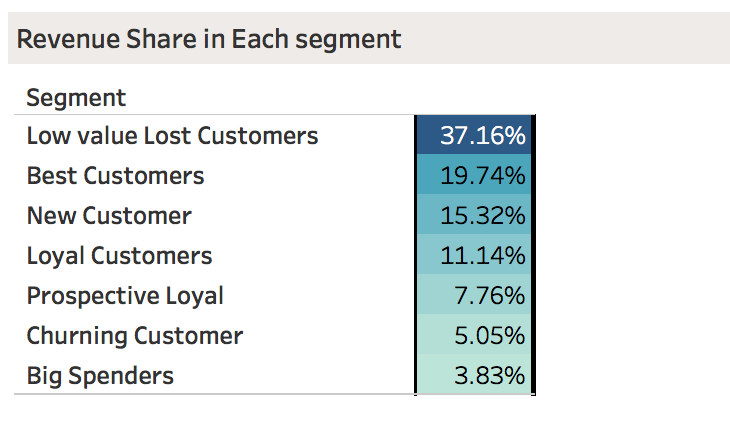 Revenue Share in Each segment
Segment
Low value Lost Customers 37.16%
Best Customers 19.74%
New Customer 15.32%
Loyal Customers 11.14%
Prospective Loyal 7.76%
Churning Customer 5.05%
Big Spenders 3.83%